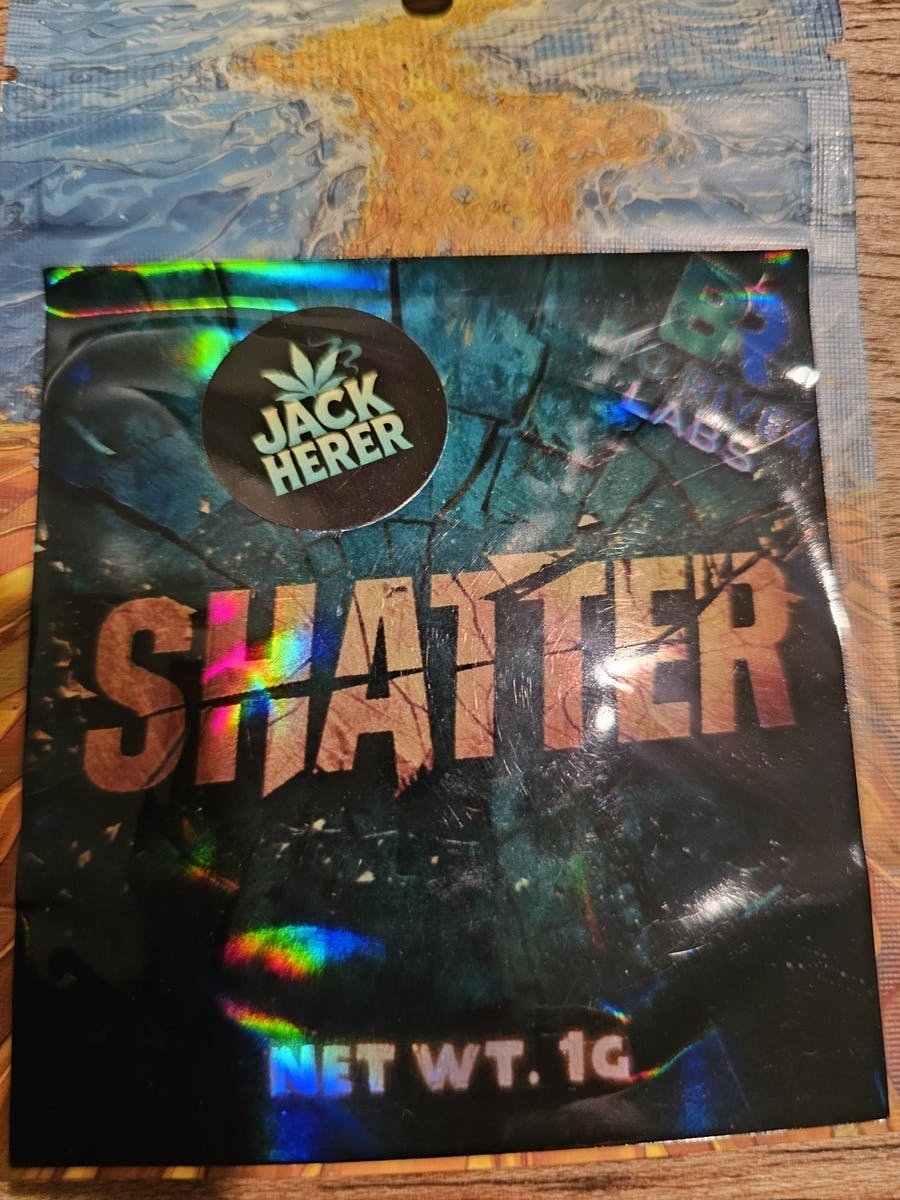 JACK
HERER
LABS
SHATTER
NET WT. 1G